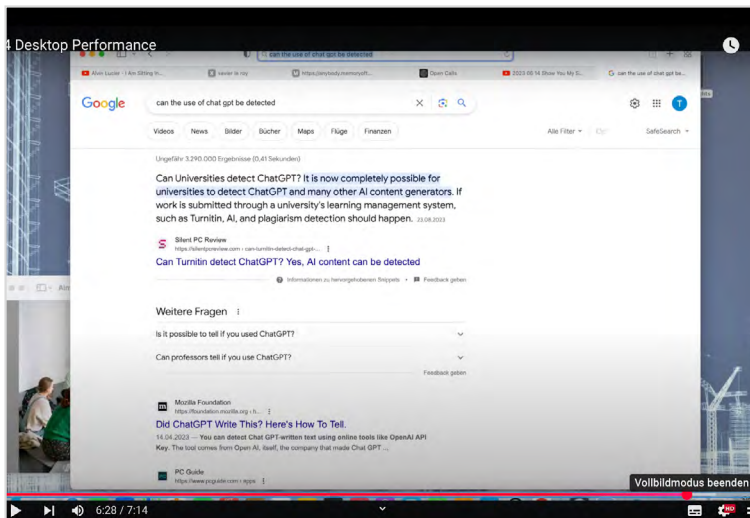 4 Desktop Performance
can the use of chat gpt be detected
Alvin Lucier - I Am Sitting In...
xavier le roy
https://anybody.memorysoft...
Open Calls
2023 06 14 Show You My S...
can the use of chat gpt be...
Google
can the use of chat gpt be detected
T
Videos
News
Bilder
Bücher
Maps
Flüge
Finanzen
Alle Filter
SafeSearch
Ungefähr 3.290.000 Ergebnisse (0,41 Sekunden)
Can Universities detect ChatGPT? It is now completely possible for
universities to detect ChatGPT and many other AI content generators. If
work is submitted through a university's learning management system,
such as Turnitin, AI, and plagiarism detection should happen. 23.08.2023
Silent PC Review
https://silentpcreview.com › can-turnitin-detect-chat-gpt-...
Can Turnitin detect ChatGPT? Yes, AI content can be detected
Informationen zu hervorgehobenen Snippets • Feedback geben
Weitere Fragen
Is it possible to tell if you used ChatGPT?
Can professors tell if you use ChatGPT?
Feedback geben
Mozilla Foundation
https://foundation.mozilla.org › h...
Did ChatGPT Write This? Here's How To Tell.
14.04.2023 — You can detect Chat GPT-written text using online tools like OpenAI API
Key. The tool comes from Open AI, itself, the company that made Chat GPT ...
PC Guide
https://www.pcguide.com › apps
Vollbildmodus beenden
6:28 / 7:14
HD